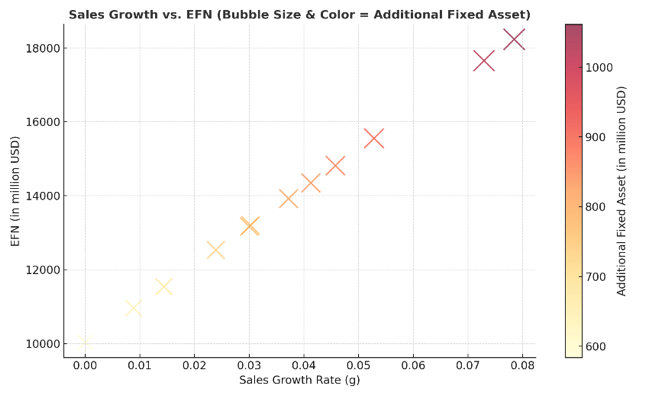 Sales Growth vs. EFN (Bubble Size & Color = Additional Fixed Asset)
18000
16000
14000
12000
10000
EFN (in million USD)
0.00 0.01 0.02 0.03 0.04 0.05 0.06 0.07 0.08
Sales Growth Rate (g)
1000
900
800
700
600
Additional Fixed Asset (in million USD)